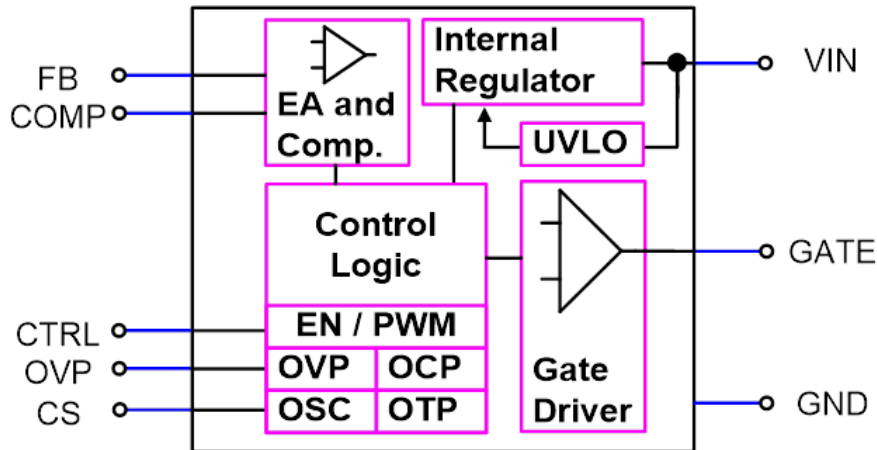 FB
COMP
EA and
Comp.
Internal
Regulator
VIN
UVLO
Control
Logic
GATE
CTRL
EN / PWM
OVP
OVP
OCP
CS
OSC
OTP
Gate
Driver
GND